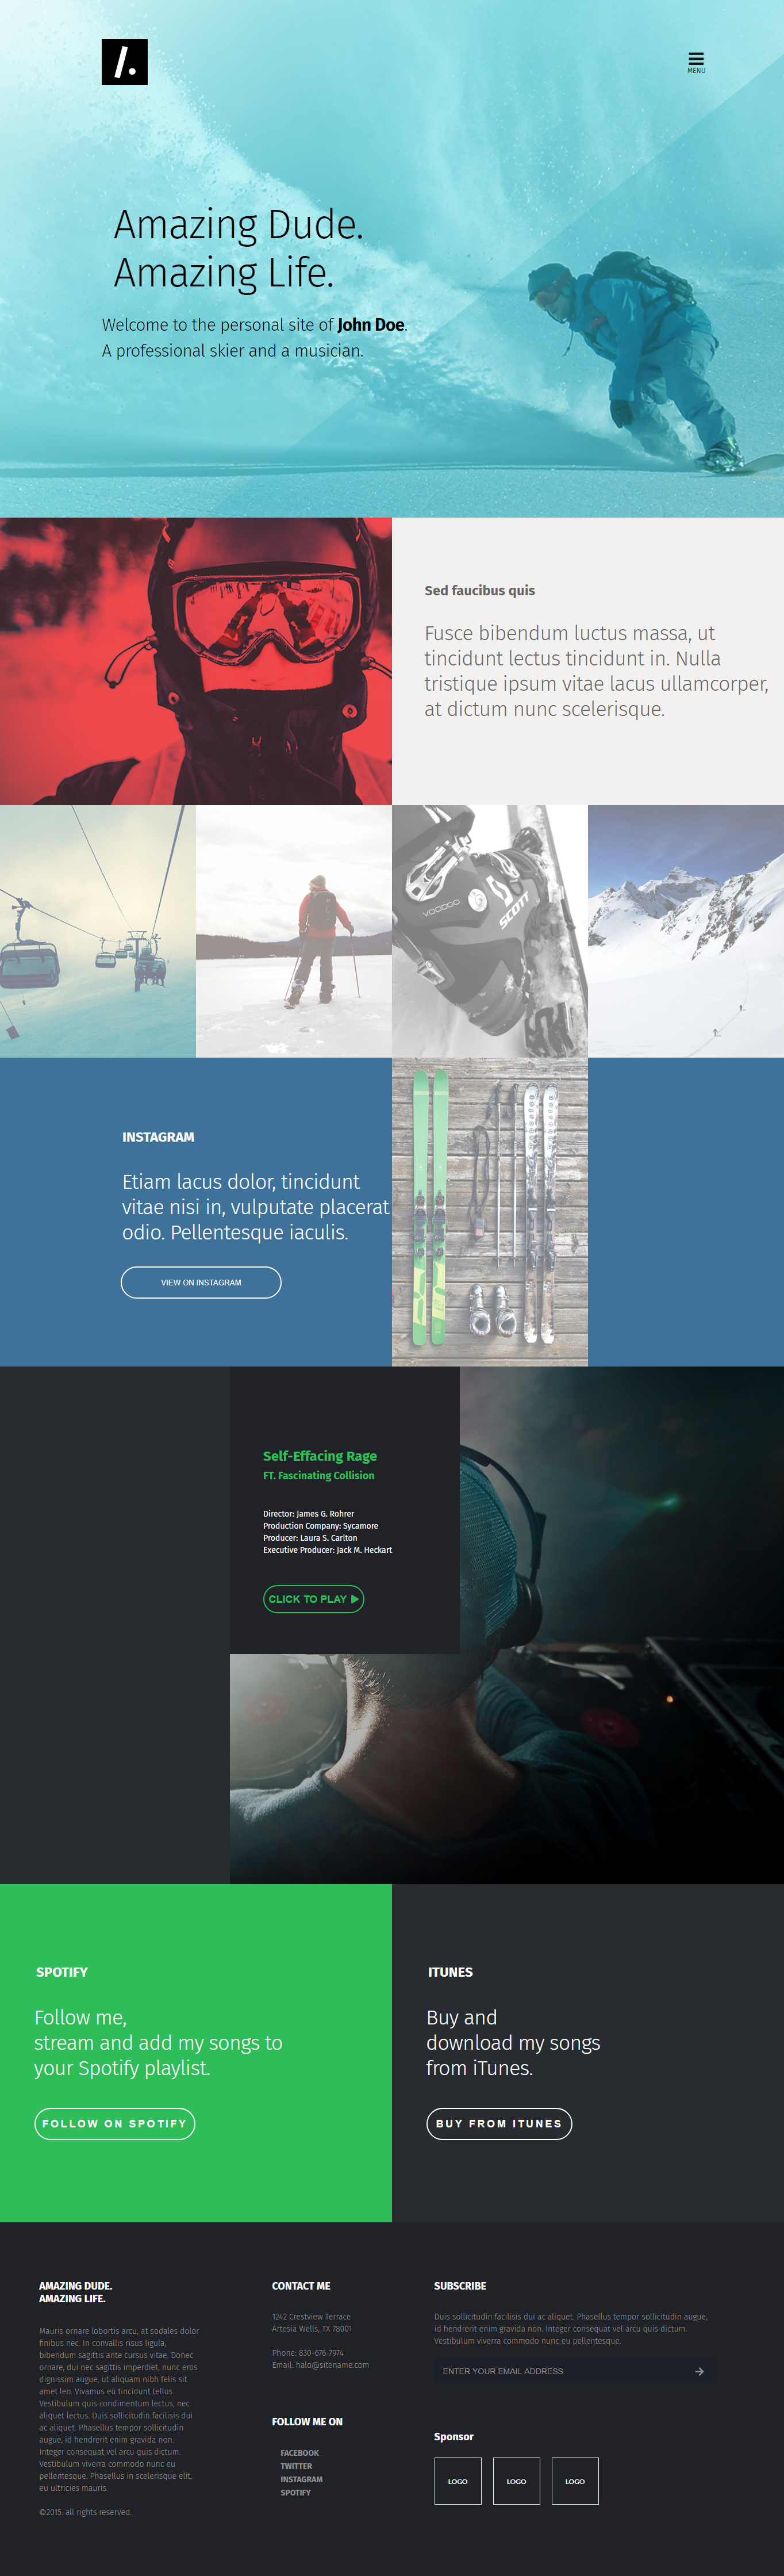 /.
MENU
Amazing Dude.
Amazing Life.
Welcome to the personal site of John Doe.
A professional skier and a musician.
Sed faucibus quis
Fusce bibendum luctus massa, ut
tincidunt lectus tincidunt in. Nulla
tristique ipsum vitae lacus ullamcorper,
at dictum nunc scelerisque.
VOODOO
SCOTT
INSTAGRAM
Etiam lacus dolor, tincidunt
vitae nisi in, vulputate placerat
odio. Pellentesque iaculis.
VIEW ON INSTAGRAM
Self-Effacing Rage
FT. Fascinating Collision
Director: James G. Rohrer
Production Company: Sycamore
Producer: Laura S. Carlton
Executive Producer: Jack M. Heckart
CLICK TO PLAY
SPOTIFY
Follow me,
stream and add my songs to
your Spotify playlist.
FOLLOW ON SPOTIFY
ITUNES
Buy and
download my songs
from iTunes.
BUY FROM ITUNES
AMAZING DUDE.
AMAZING LIFE.
Mauris ornare lobortis arcu, at sodales dolor
finibus nec. In convallis risus ligula,
bibendum sagittis ante cursus vitae. Donec
ornare, dui nec sagittis imperdiet, nunc eros
dignissim augue, ut aliquam nibh felis sit
amet leo. Vivamus eu tincidunt tellus.
Vestibulum quis condimentum lectus, nec
aliquet lectus. Duis sollicitudin facilisis dui
ac aliquet. Phasellus tempor sollicitudin
augue, id hendrerit enim gravida non.
Integer consequat vel arcu quis dictum.
Vestibulum viverra commodo nunc eu
pellentesque. Phasellus in scelerisque elit,
eu ultricies mauris.
©2015. all rights reserved.
CONTACT ME
1242 Crestview Terrace
Artesia Wells, TX 78001
Phone: 830-676-7974
Email: halo@sitename.com
FOLLOW ME ON
FACEBOOK
TWITTER
INSTAGRAM
SPOTIFY
SUBSCRIBE
Duis sollicitudin facilisis dui ac aliquet. Phasellus tempor sollicitudin augue,
id hendrerit enim gravida non. Integer consequat vel arcu quis dictum.
Vestibulum viverra commodo nunc eu pellentesque.
ENTER YOUR EMAIL ADDRESS
Sponsor
LOGO
LOGO
LOGO